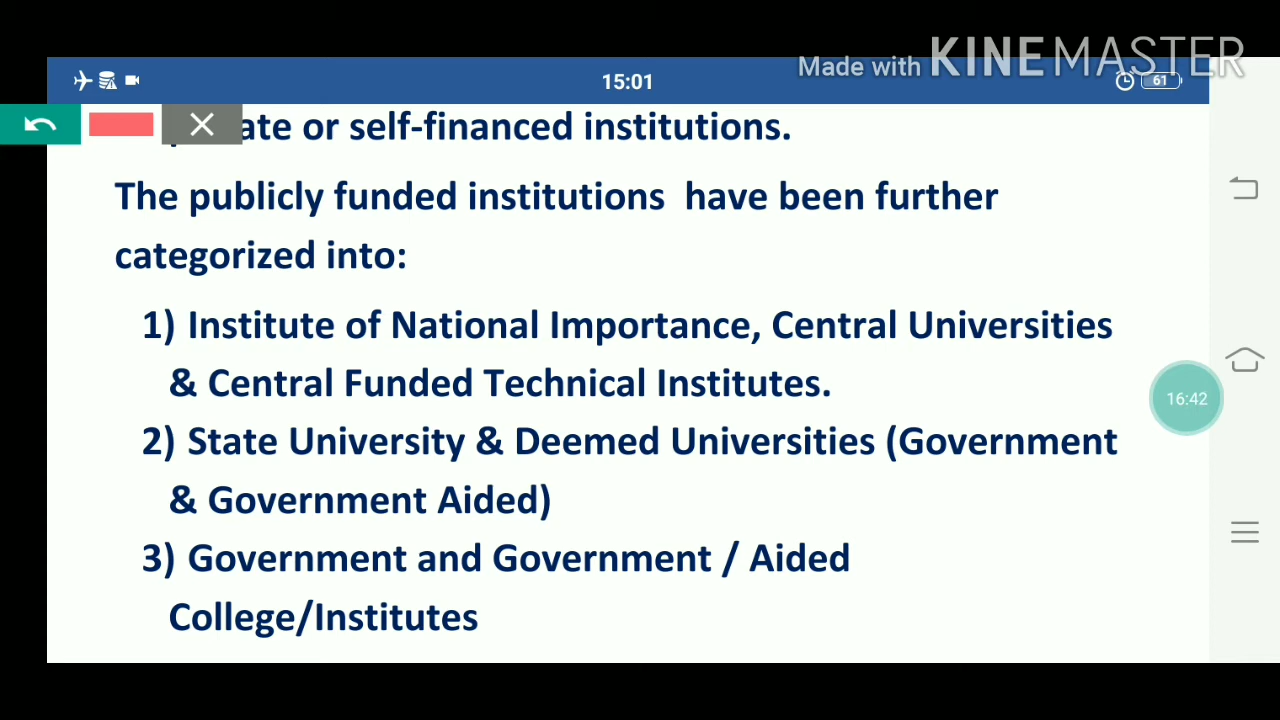 Made with KINEMASTER
15:01
61
or self-financed institutions.
The publicly funded institutions have been further
categorized into:
1) Institute of National Importance, Central Universities
& Central Funded Technical Institutes.
2) State University & Deemed Universities (Government
& Government Aided)
16:42
3) Government and Government / Aided
College/Institutes